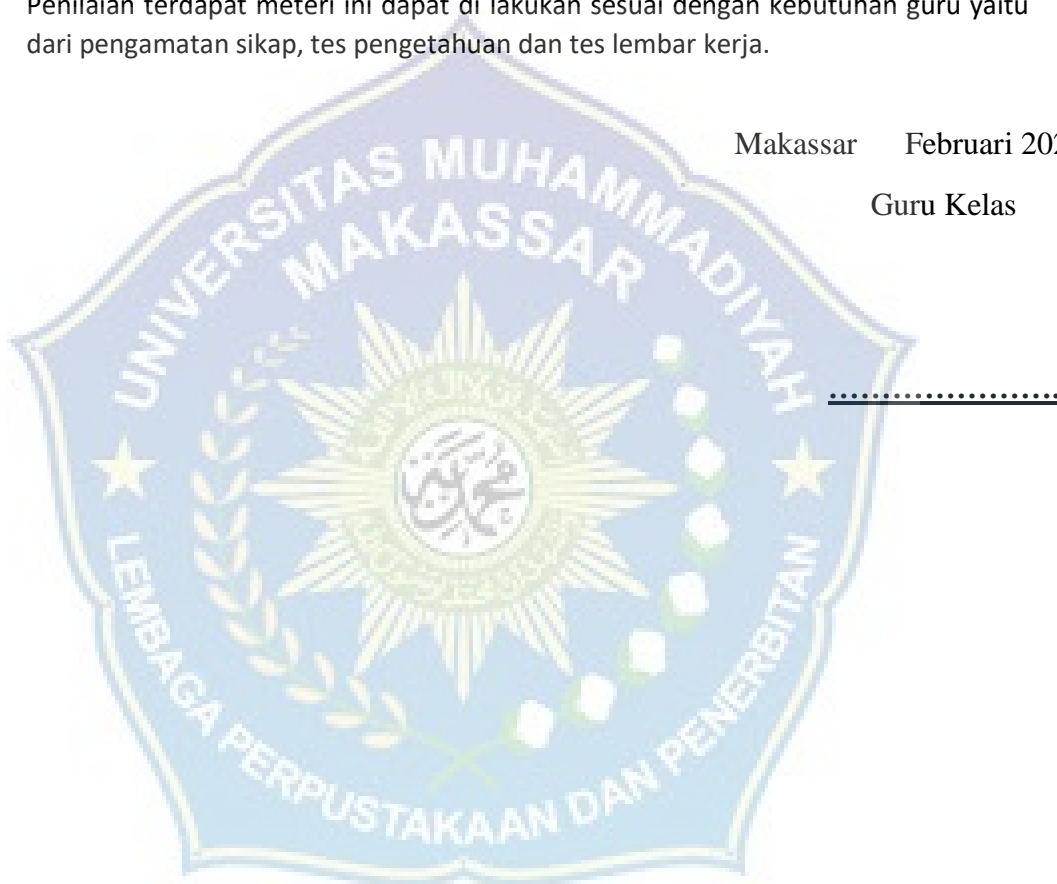 Penilaian terdapat meteri ini dapat di lakukan sesuai dengan kebutuhan guru yaitu
dari pengamatan sikap, tes pengetahuan dan tes lembar kerja.
Makassar Februari 202
Guru Kelas
UNIVERSITAS MUHAMMADIYAH
MAKASSAR
LEMBAGA PERPUSTAKAAN DAN PENERBITAN